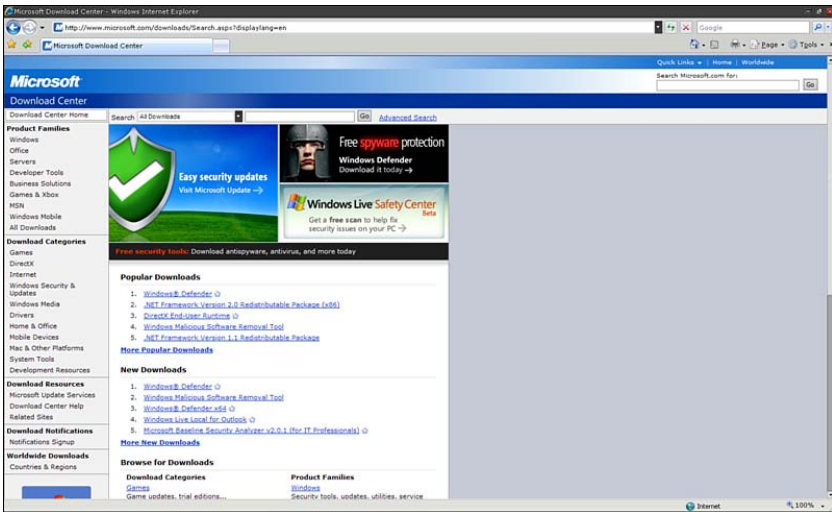 Microsoft Download Center - Windows Internet Explorer
http://www.microsoft.com/downloads/Search.aspx?displaylang=en
Google
Microsoft Download Center
Page
Tools
Quick Links | Home | Worldwide
Microsoft
Search Microsoft.com for:
Go
Download Center
Download Center Home
Search All Downloads Go Advanced Search
Product Families
Windows
Office
Servers
Developer Tools
Business Solutions
Games & Xbox
MSN
Windows Mobile
All Downloads
Download Categories
Games
DirectX
Internet
Windows Security & Updates
Windows Media
Drivers
Home & Office
Mobile Devices
Mac & Other Platforms
System Tools
Development Resources
Download Resources
Microsoft Update Services
Download Center Help
Related Sites
Download Notifications
Notifications Signup
Worldwide Downloads
Countries & Regions
Easy security updates
Visit Microsoft Update →
Free spyware protection
Windows Defender
Download it today →
Windows Live Safety Center
Beta
Get a free scan to help fix
security issues on your PC →
Free security tools: Download antispyware, antivirus, and more today
Popular Downloads
1. Windows® Defender
2. .NET Framework Version 2.0 Redistributable Package (x86)
3. DirectX End-User Runtime
4. Windows Malicious Software Removal Tool
5. .NET Framework Version 1.1 Redistributable Package
More Popular Downloads
New Downloads
1. Windows® Defender
2. Windows Malicious Software Removal Tool
3. Windows® Defender x64
4. Windows Live Local for Outlook
5. Microsoft Baseline Security Analyzer v2.0.1 (for IT Professionals)
More New Downloads
Browse for Downloads
Download Categories
Games
Game updates, trial editions...
Product Families
Windows
Security tools, updates, utilities, service
Internet
100%